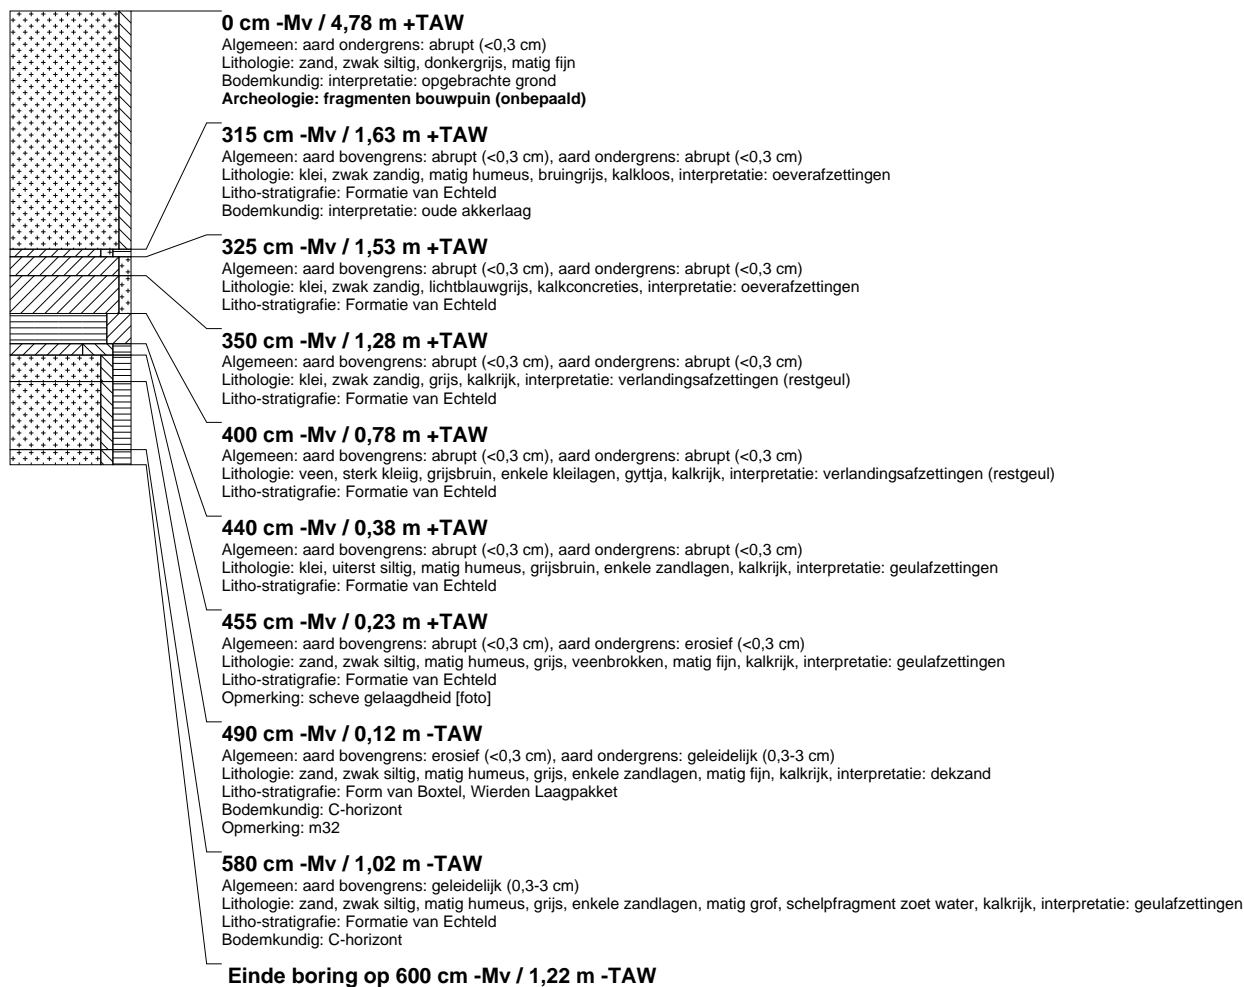 0 cm -Mv / 4,78 m +TAW
Algemeen: aard ondergrens: abrupt (<0,3 cm)
Lithologie: zand, zwak siltig, donkergrijs, matig fijn
Bodemkundig: interpretatie: opgebrachte grond
Archeologie: fragmenten bouwpuin (onbepaald)
315 cm -Mv / 1,63 m +TAW
Algemeen: aard bovengrens: abrupt (<0,3 cm), aard ondergrens: abrupt (<0,3 cm)
Lithologie: klei, zwak zandig, matig humeus, bruingrijs, kalkloos, interpretatie: oeverafzettingen
Litho-stratigrafie: Formatie van Echteld
Bodemkundig: interpretatie: oude akkerlaag
325 cm -Mv / 1,53 m +TAW
Algemeen: aard bovengrens: abrupt (<0,3 cm), aard ondergrens: abrupt (<0,3 cm)
Lithologie: klei, zwak zandig, lichtblauwgrijs, kalkconcreties, interpretatie: oeverafzettingen
Litho-stratigrafie: Formatie van Echteld
350 cm -Mv / 1,28 m +TAW
Algemeen: aard bovengrens: abrupt (<0,3 cm), aard ondergrens: abrupt (<0,3 cm)
Lithologie: klei, zwak zandig, grijs, kalkrijk, interpretatie: verlandingsafzettingen (restgeul)
Litho-stratigrafie: Formatie van Echteld
400 cm -Mv / 0,78 m +TAW
Algemeen: aard bovengrens: abrupt (<0,3 cm), aard ondergrens: abrupt (<0,3 cm)
Lithologie: veen, sterk kleiig, grijsbruin, enkele kleilagen, gyttja, kalkrijk, interpretatie: verlandingsafzettingen (restgeul)
Litho-stratigrafie: Formatie van Echteld
440 cm -Mv / 0,38 m +TAW
Algemeen: aard bovengrens: abrupt (<0,3 cm), aard ondergrens: abrupt (<0,3 cm)
Lithologie: klei, uiterst siltig, matig humeus, grijsbruin, enkele zandlagen, kalkrijk, interpretatie: geulafzettingen
Litho-stratigrafie: Formatie van Echteld
455 cm -Mv / 0,23 m +TAW
Algemeen: aard bovengrens: abrupt (<0,3 cm), aard ondergrens: erosief (<0,3 cm)
Lithologie: zand, zwak siltig, matig humeus, grijs, veenbrokken, matig fijn, kalkrijk, interpretatie: geulafzettingen
Litho-stratigrafie: Formatie van Echteld
Opmerking: scheve gelaagdheid [foto]
490 cm -Mv / 0,12 m -TAW
Algemeen: aard bovengrens: erosief (<0,3 cm), aard ondergrens: geleidelijk (0,3-3 cm)
Lithologie: zand, zwak siltig, matig humeus, grijs, enkele zandlagen, matig fijn, kalkrijk, interpretatie: dekzand
Litho-stratigrafie: Form van Boxtel, Wierden Laagpakket
Bodemkundig: C-horizont
Opmerking: m32
580 cm -Mv / 1,02 m -TAW
Algemeen: aard bovengrens: geleidelijk (0,3-3 cm)
Lithologie: zand, zwak siltig, matig humeus, grijs, enkele zandlagen, matig grof, schelpfragment zoet water, kalkrijk, interpretatie: geulafzettingen
Litho-stratigrafie: Formatie van Echteld
Bodemkundig: C-horizont
Einde boring op 600 cm -Mv / 1,22 m -TAW